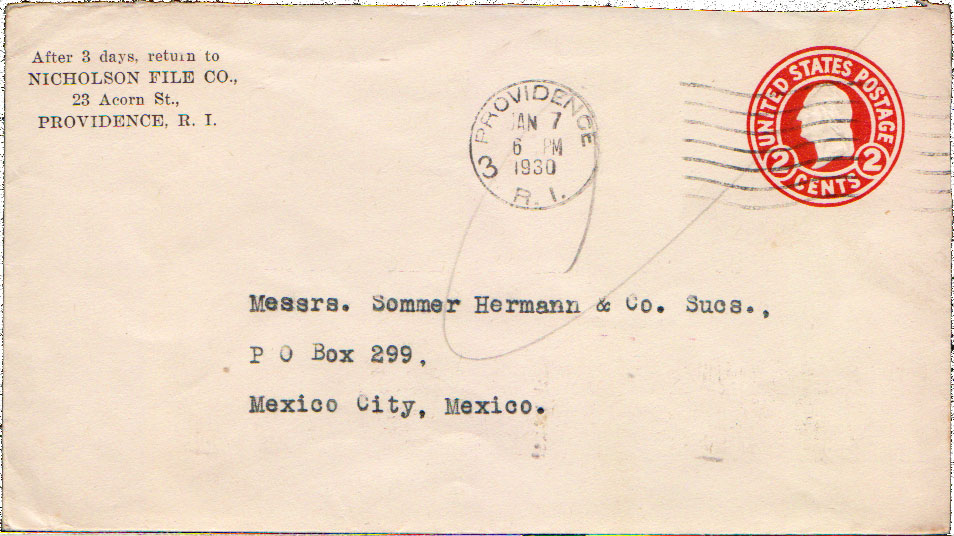 After 3 days, return to
NICHOLSON FILE CO.,
23 Acorn St.,
PROVIDENCE, R. I.
PROVIDENCE
JAN 7
6 PM
1930
3
R. I.
UNITED STATES POSTAGE
2 CENTS 2
Messrs. Sommer Hermann & Co. Sucs.,
P O Box 299,
Mexico City, Mexico.